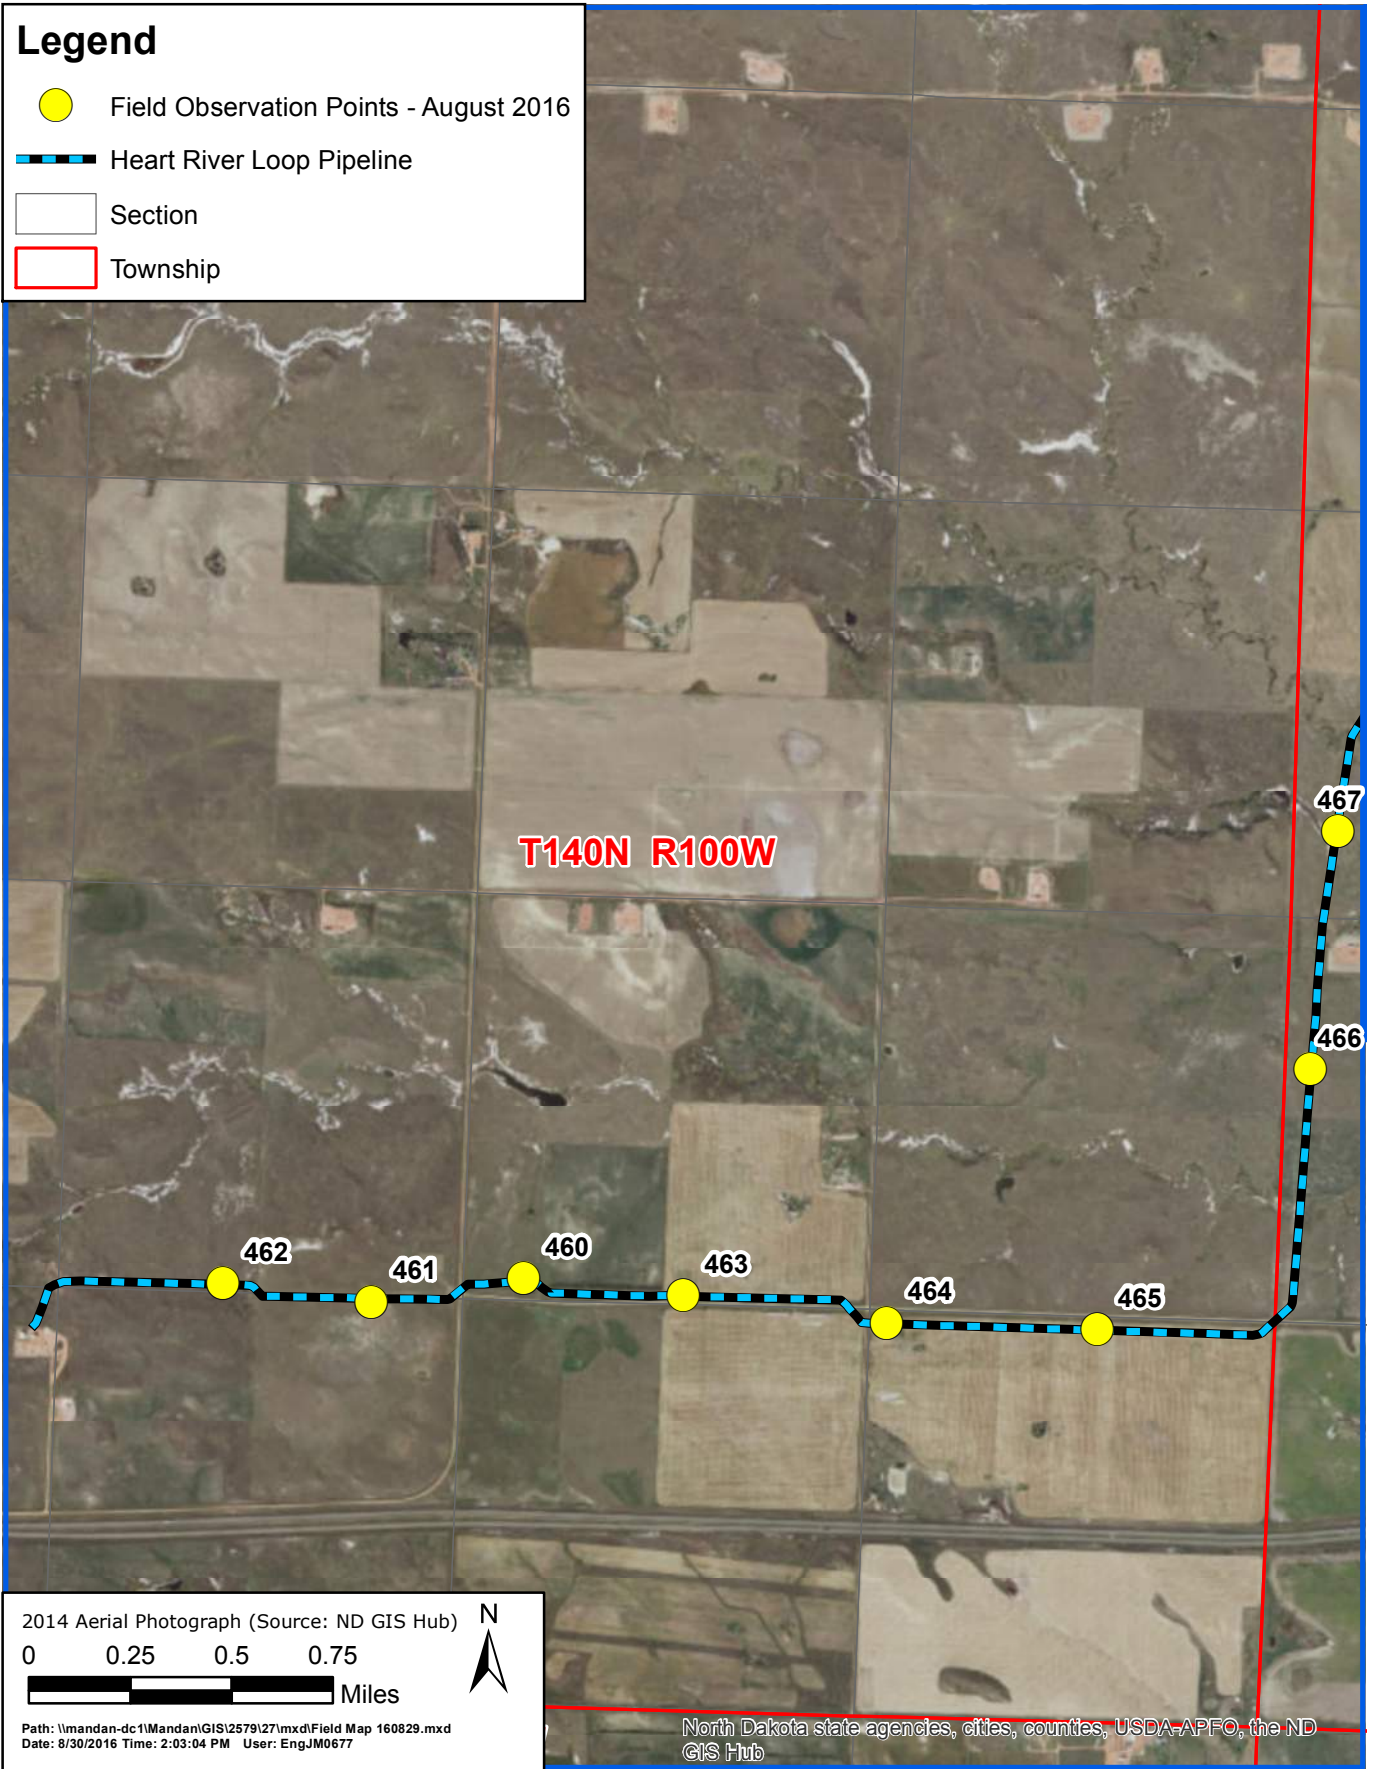 Legend
Field Observation Points - August 2016
Heart River Loop Pipeline
Section
Township
467
T140N R100W
466
462
461
460
463
464
465
2014 Aerial Photograph (Source: ND GIS Hub)
N
0 0.25 0.5 0.75
Miles
Path: \\mandan-dc1\Mandan\GIS\2579\27\mxd\Field Map 160829.mxd
Date: 8/30/2016 Time: 2:03:04 PM User: EngJM0677
North Dakota state agencies, cities, counties, USDA-APFO, the ND
GIS Hub